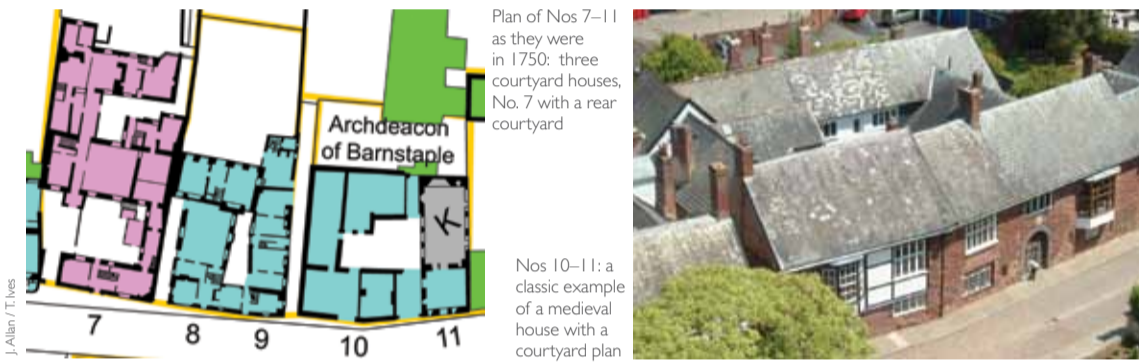 Plan of Nos 7–11
as they were
in 1750: three
courtyard houses,
No. 7 with a rear
courtyard
Archdeacon
of Barnstaple
K
7
8
9
10
11
J. Allan / T. Ives
Nos 10–11: a
classic example
of a medieval
house with a
courtyard plan